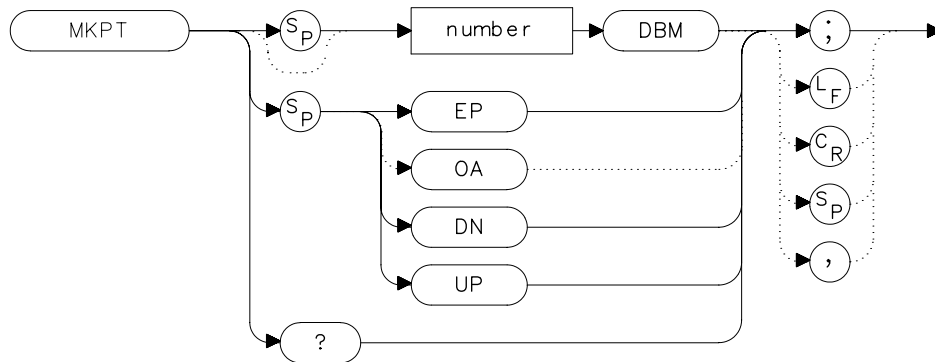 MKPT SP number DBM ;
LF
SP EP
CR
OA
SP
DN
,
UP
?